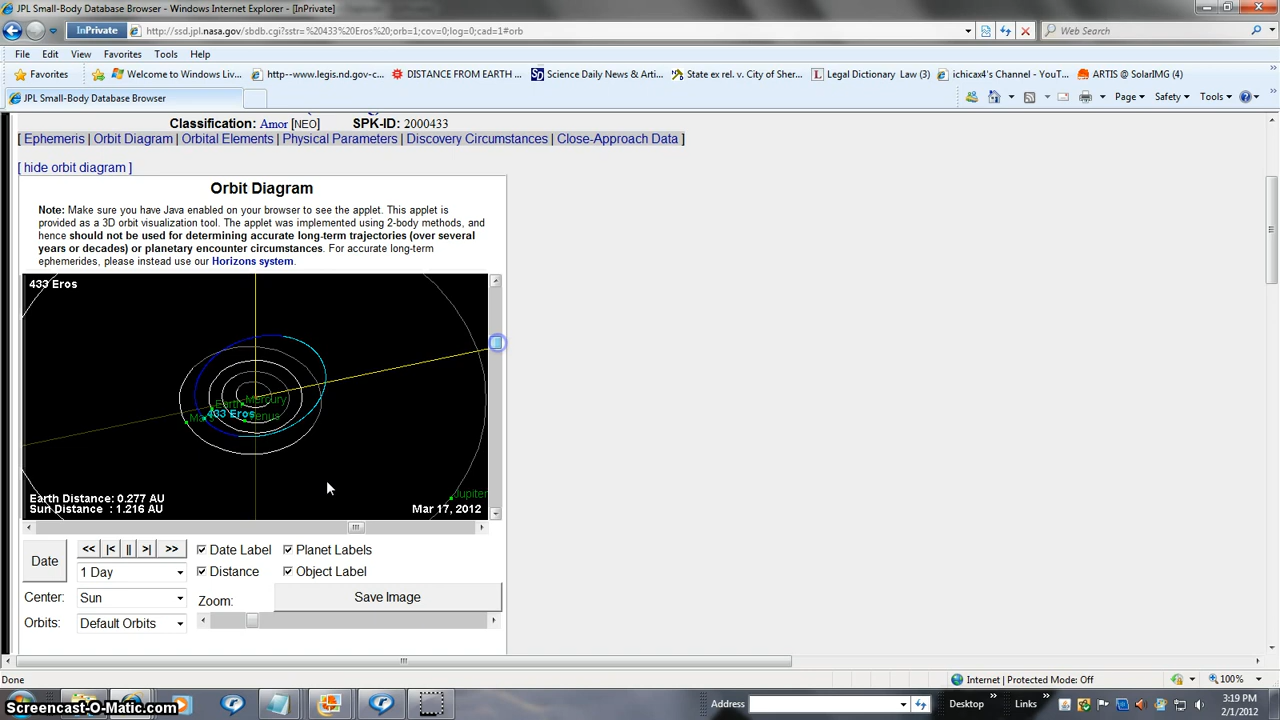 JPL Small-Body Database Browser - Windows Internet Explorer - [InPrivate]
InPrivate http://ssd.jpl.nasa.gov/sbdb.cgi?sstr=%20433%20Eros%20;orb=1;cov=0;log=0;cad=1#orb Web Search
File Edit View Favorites Tools Help
Favorites Welcome to Windows Liv... http--www.legis.nd.gov-c... DISTANCE FROM EARTH ... Science Daily News & Arti... State ex rel. v. City of Sher... Legal Dictionary Law (3) ichicax4's Channel - YouT... ARTIS @ SolarIMG (4)
JPL Small-Body Database Browser Page Safety Tools
Classification: Amor [NEO] SPK-ID: 2000433
[ Ephemeris | Orbit Diagram | Orbital Elements | Physical Parameters | Discovery Circumstances | Close-Approach Data ]
[ hide orbit diagram ]
Orbit Diagram
Note: Make sure you have Java enabled on your browser to see the applet. This applet is
provided as a 3D orbit visualization tool. The applet was implemented using 2-body methods, and
hence should not be used for determining accurate long-term trajectories (over several
years or decades) or planetary encounter circumstances. For accurate long-term
ephemerides, please instead use our Horizons system.
433 Eros
Mercury
Earth
433 Eros
Venus
Jupiter
Earth Distance: 0.277 AU
Sun Distance : 1.216 AU Mar 17, 2012
Date << |< || >| >> Date Label Planet Labels
1 Day Distance Object Label
Center: Sun Zoom: Save Image
Orbits: Default Orbits
Done Internet | Protected Mode: Off 100%
Screencast-O-Matic.com Address Desktop Links 3:19 PM
2/1/2012